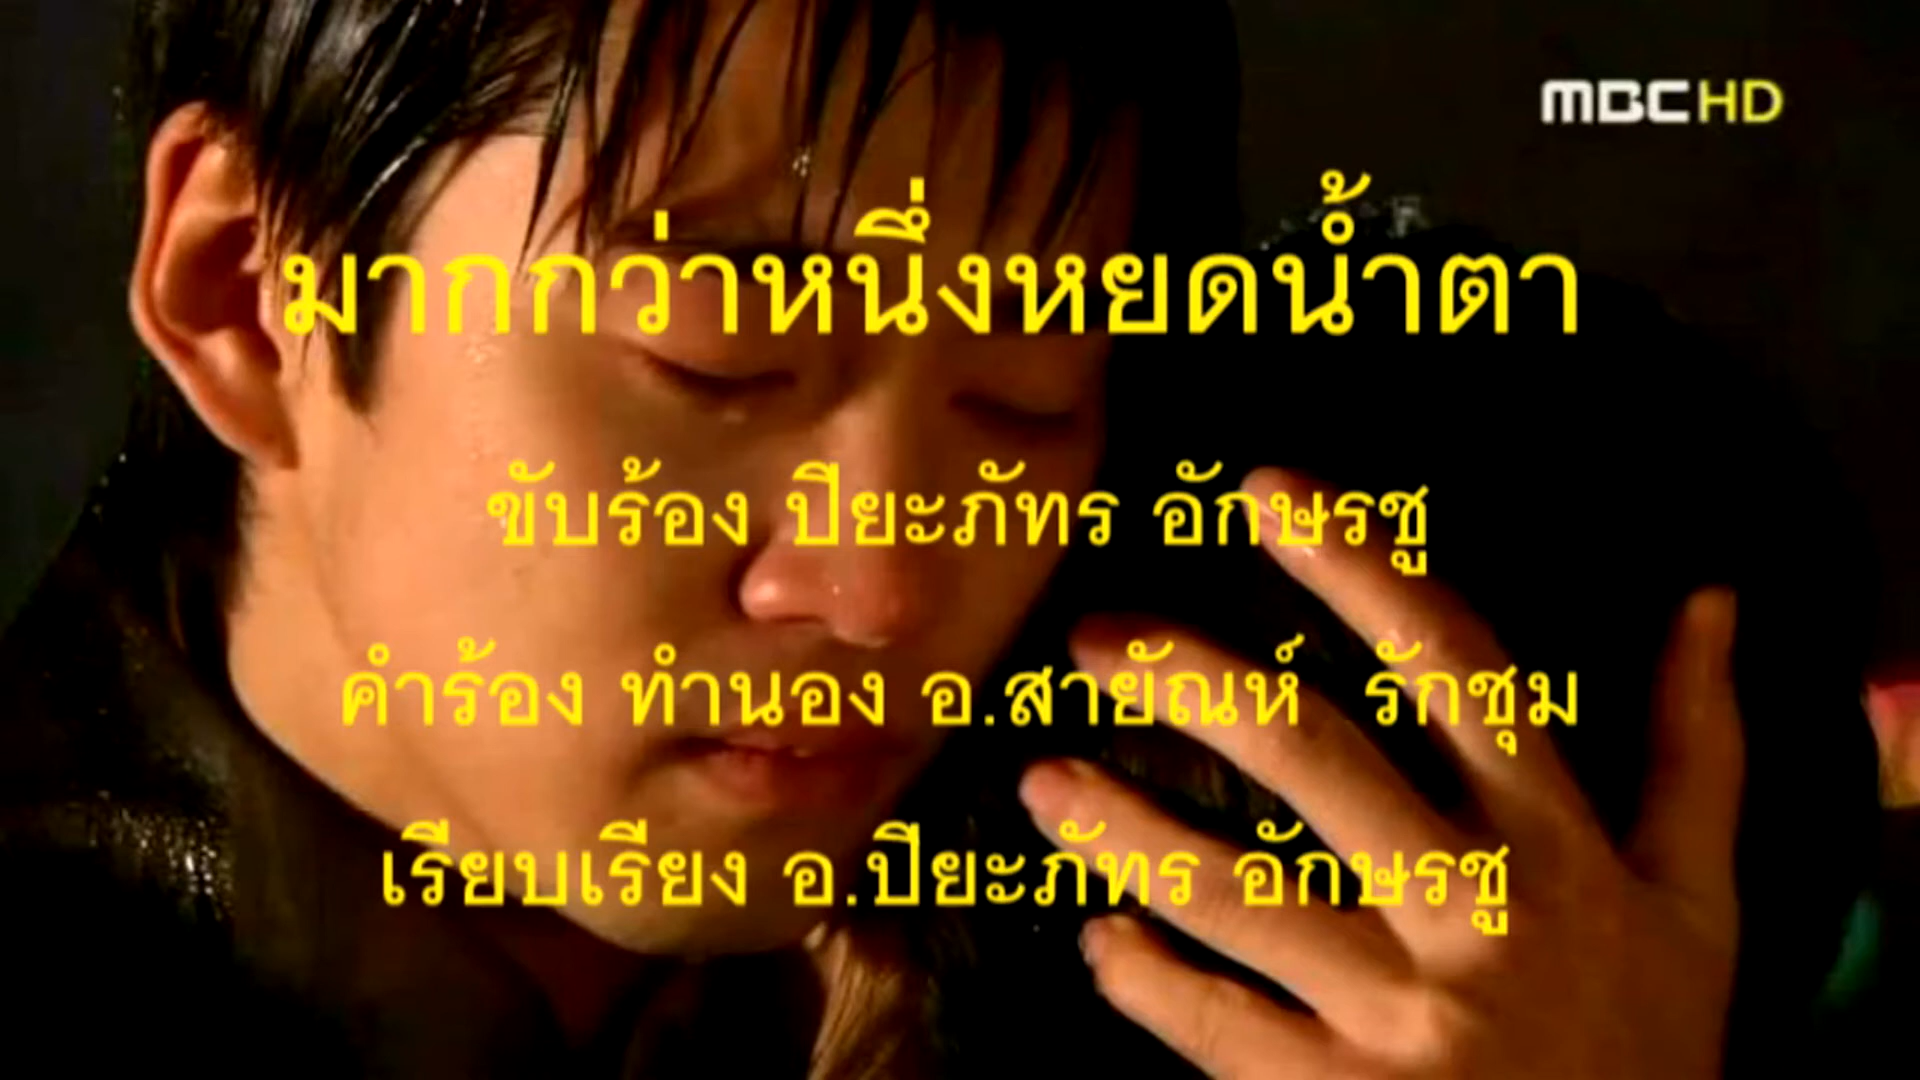 MBC HD
มากกว่าหนึ่งหยดน้ำตา
ขับร้อง ปิยะภัทร อักษรชู
คำร้อง ทำนอง อ.สายัณห์ รักชุม
เรียบเรียง อ.ปิยะภัทร อักษรชู